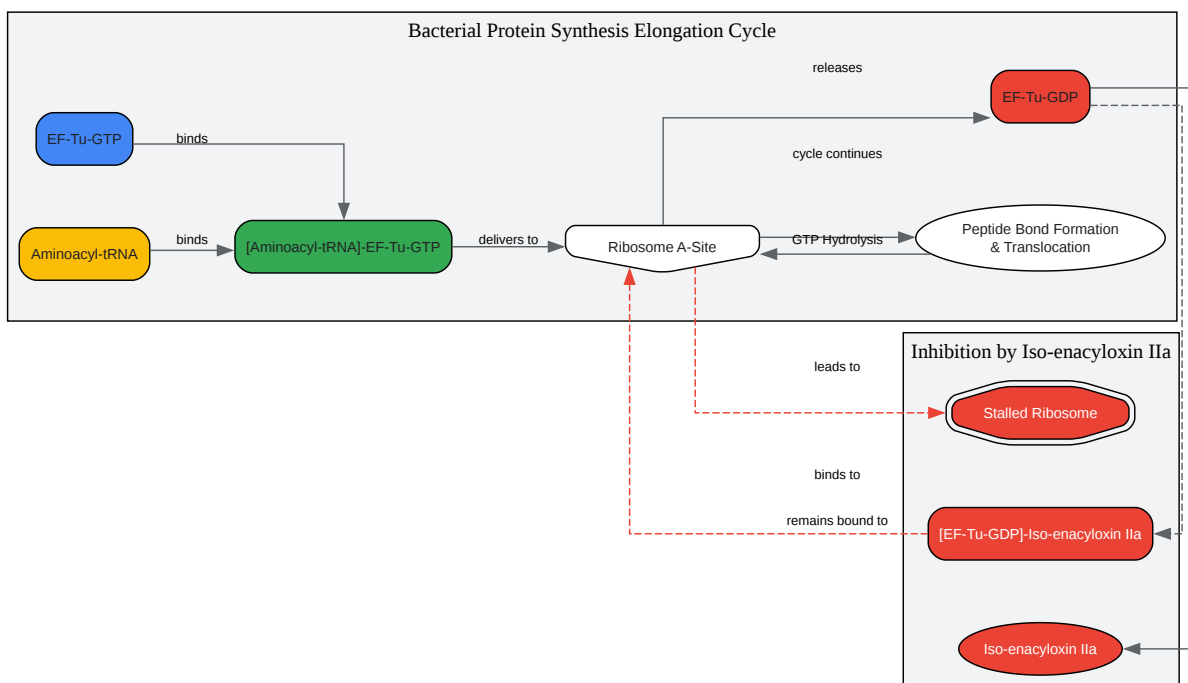 Bacterial Protein Synthesis Elongation Cycle
releases
EF-Tu-GDP
EF-Tu-GTP
binds
cycle continues
Aminoacyl-tRNA
binds
[Aminoacyl-tRNA]-EF-Tu-GTP
delivers to
Ribosome A-Site
GTP Hydrolysis
Peptide Bond Formation
& Translocation
Inhibition by Iso-enacyloxin IIa
leads to
Stalled Ribosome
binds to
remains bound to
[EF-Tu-GDP]-Iso-enacyloxin IIa
Iso-enacyloxin IIa